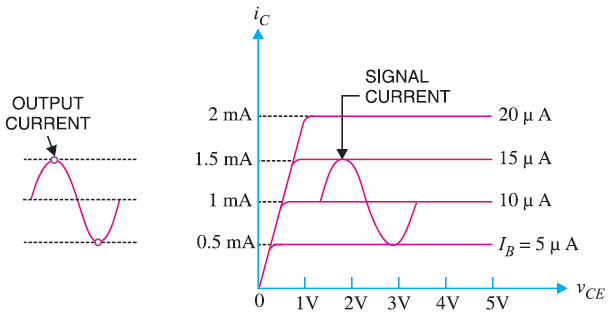 i_C
SIGNAL
CURRENT
OUTPUT
CURRENT
2 mA
20 μ A
1.5 mA
15 μ A
1 mA
10 μ A
0.5 mA
I_B = 5 μ A
0
1V
2V
3V
4V
5V
v_CE